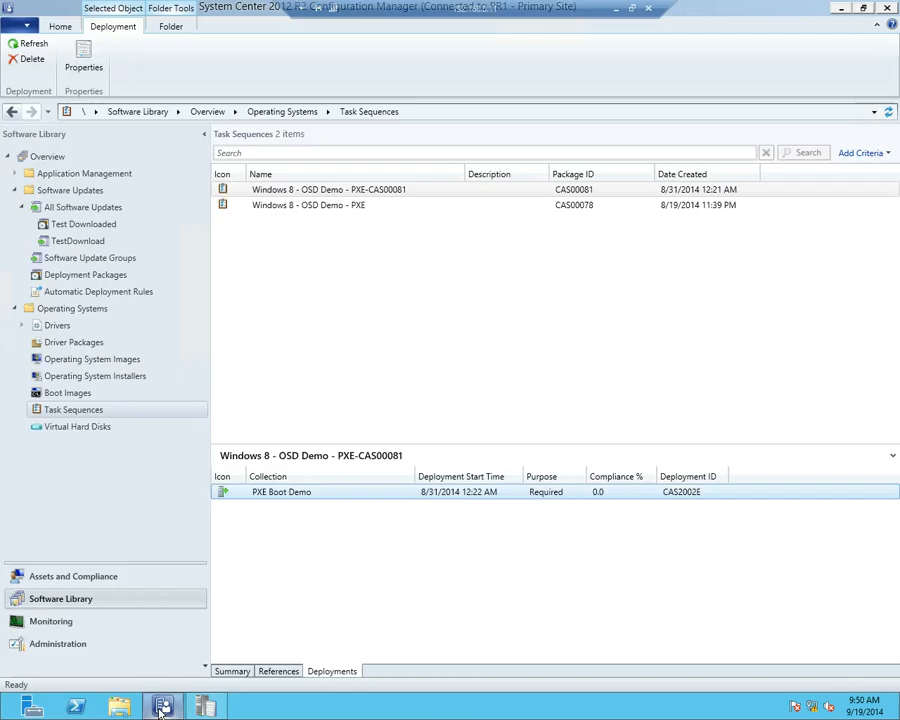 Selected Object Folder Tools System Center 2012 R2 Configuration Manager (Connected to PR1 - Primary Site)
Home Deployment Folder
Refresh
Delete
Properties
Deployment Properties
\ Software Library Overview Operating Systems Task Sequences
Software Library
Overview
Application Management
Software Updates
All Software Updates
Test Downloaded
TestDownload
Software Update Groups
Deployment Packages
Automatic Deployment Rules
Operating Systems
Drivers
Driver Packages
Operating System Images
Operating System Installers
Boot Images
Task Sequences
Virtual Hard Disks
Assets and Compliance
Software Library
Monitoring
Administration
Task Sequences 2 items
Search Search Add Criteria
Icon Name Description Package ID Date Created
Windows 8 - OSD Demo - PXE-CAS00081 CAS00081 8/31/2014 12:21 AM
Windows 8 - OSD Demo - PXE CAS00078 8/19/2014 11:39 PM
Windows 8 - OSD Demo - PXE-CAS00081
Icon Collection Deployment Start Time Purpose Compliance % Deployment ID
PXE Boot Demo 8/31/2014 12:22 AM Required 0.0 CAS2002E
Summary References Deployments
Ready
9:50 AM
9/19/2014